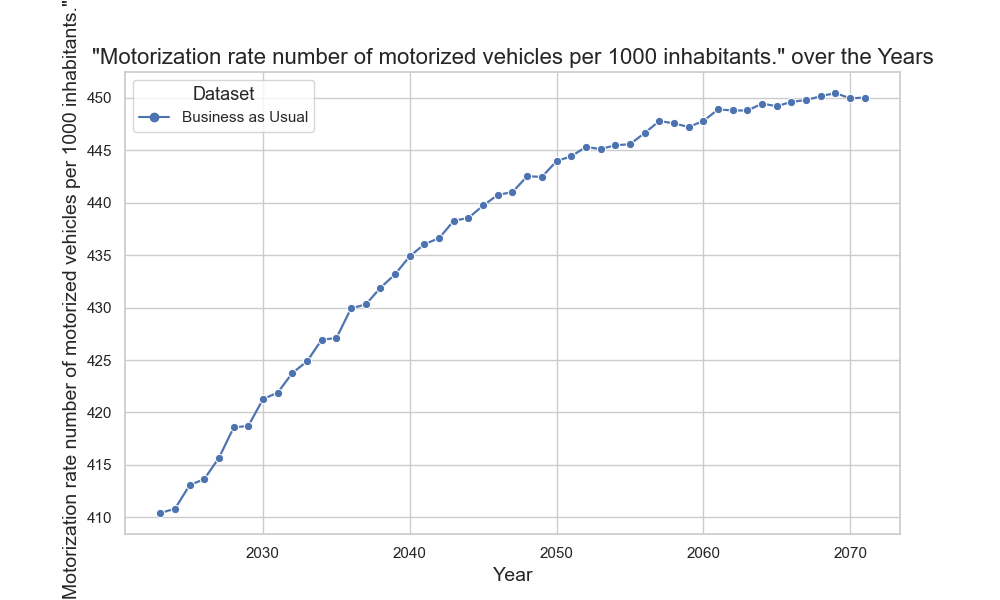 "Motorization rate number of motorized vehicles per 1000 inhabitants." over the Years
Motorization rate number of motorized vehicles per 1000 inhabitants."
Dataset
Business as Usual
450
445
440
435
430
425
420
415
410
2030
2040
2050
2060
2070
Year